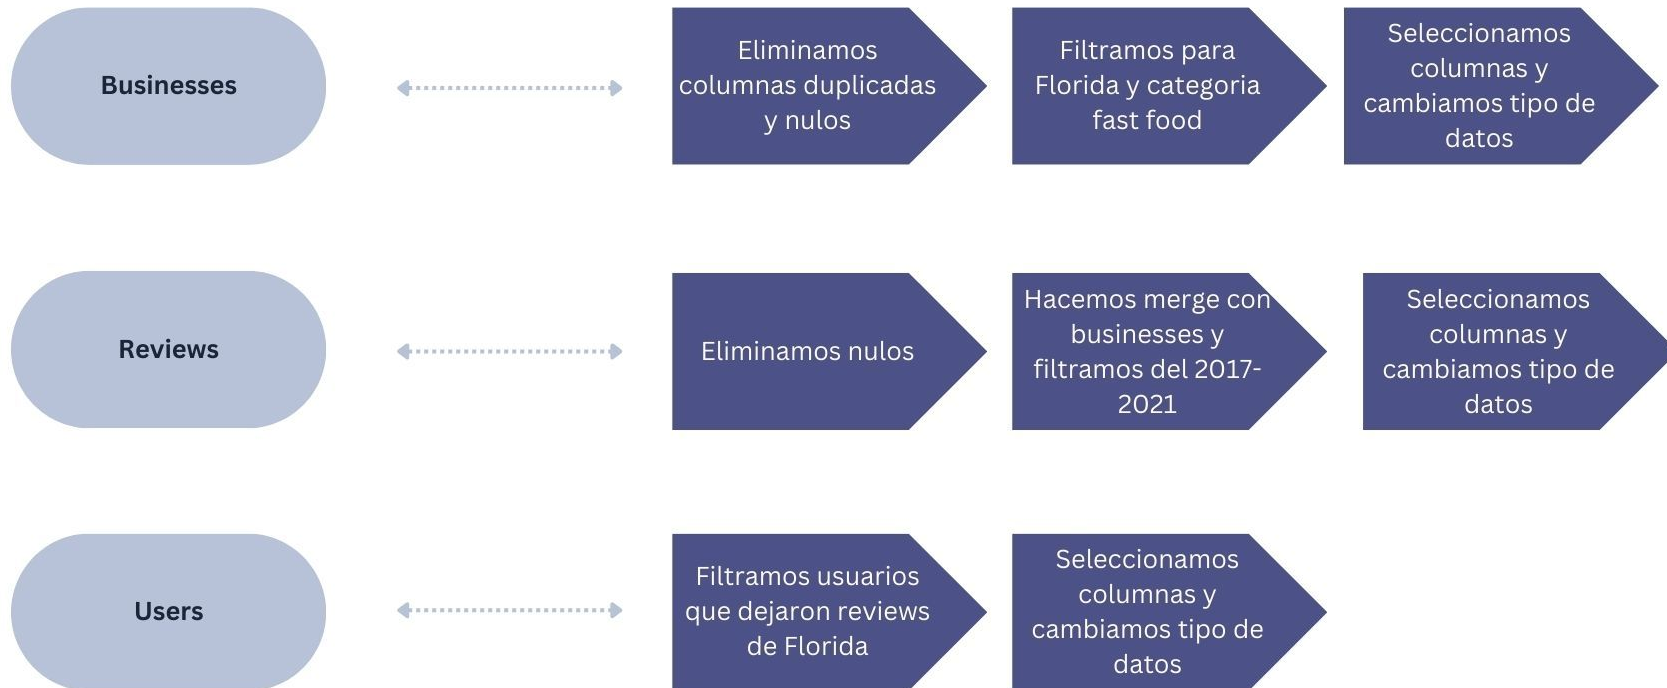 Businesses
Eliminamos
columnas duplicadas
y nulos
Filtramos para
Florida y categoria
fast food
Seleccionamos
columnas y
cambiamos tipo de
datos
Reviews
Eliminamos nulos
Hacemos merge con
businesses y
filtramos del 2017-
2021
Seleccionamos
columnas y
cambiamos tipo de
datos
Users
Filtramos usuarios
que dejaron reviews
de Florida
Seleccionamos
columnas y
cambiamos tipo de
datos